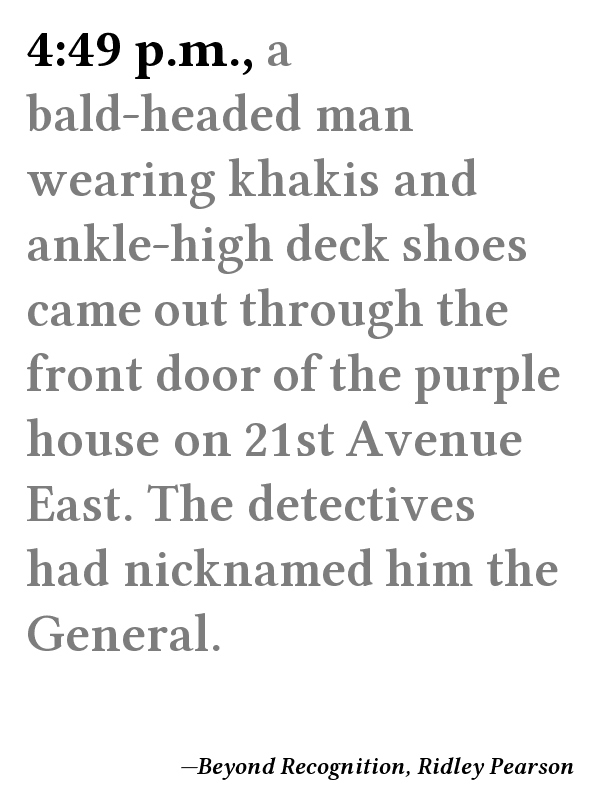 4:49 p.m., a
bald-headed man
wearing khakis and
ankle-high deck shoes
came out through the
front door of the purple
house on 21st Avenue
East. The detectives
had nicknamed him the
General.
—Beyond Recognition, Ridley Pearson